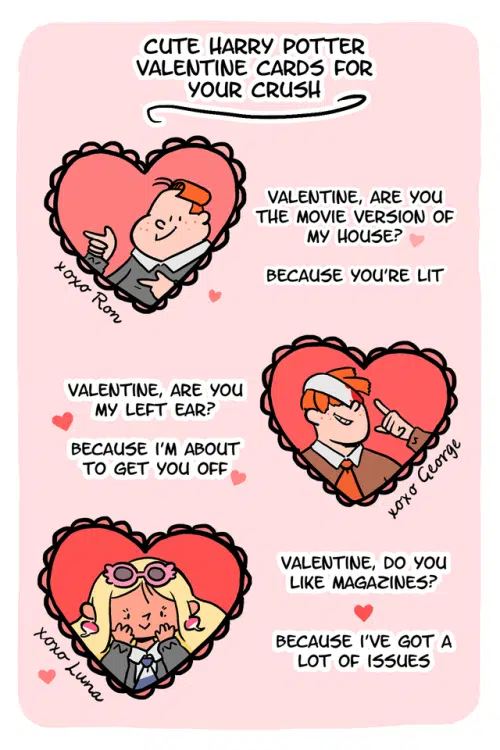 CUTE HARRY POTTER
VALENTINE CARDS FOR
YOUR CRUSH
VALENTINE, ARE YOU
THE MOVIE VERSION OF
MY HOUSE?
BECAUSE YOU'RE LIT
xoxo Ron
VALENTINE, ARE YOU
MY LEFT EAR?
BECAUSE I'M ABOUT
TO GET YOU OFF
xoxo George
VALENTINE, DO YOU
LIKE MAGAZINES?
BECAUSE I'VE GOT A
LOT OF ISSUES
xoxo Luna